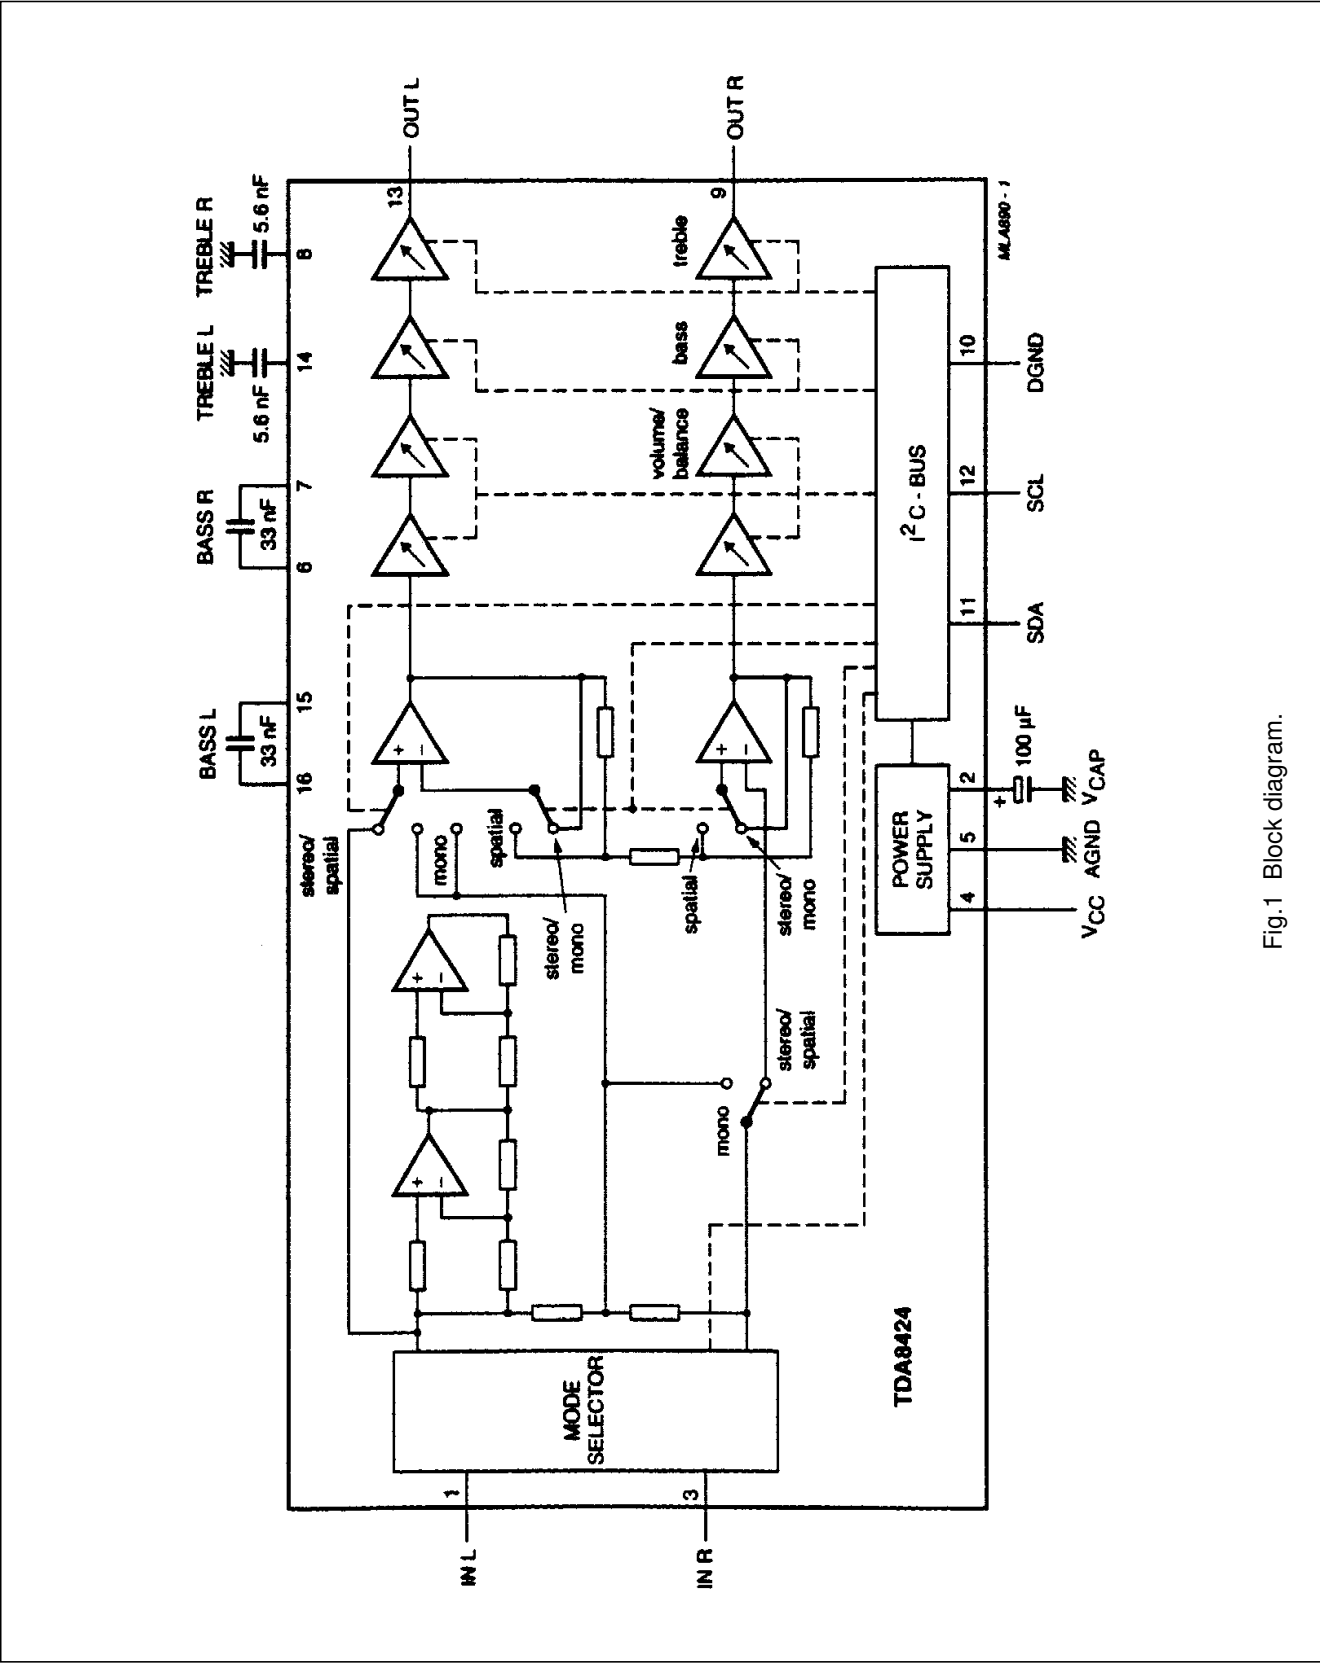 BASS L
33 nF
16
15
BASS R
33 nF
6
7
TREBLE L
5.6 nF
14
TREBLE R
5.6 nF
8
IN L
1
IN R
3
MODE
SELECTOR
+
−
+
−
stereo/
spatial
mono
spatial
stereo/
mono
+
−
13
OUT L
mono
stereo/
spatial
spatial
stereo/
mono
+
−
volume/
balance
bass
treble
9
OUT R
TDA8424
POWER
SUPPLY
I²C - BUS
4
5
2
11
12
10
+
100 μF
VCC
AGND
VCAP
SDA
SCL
DGND
MLA890 - 1
Fig.1 Block diagram.